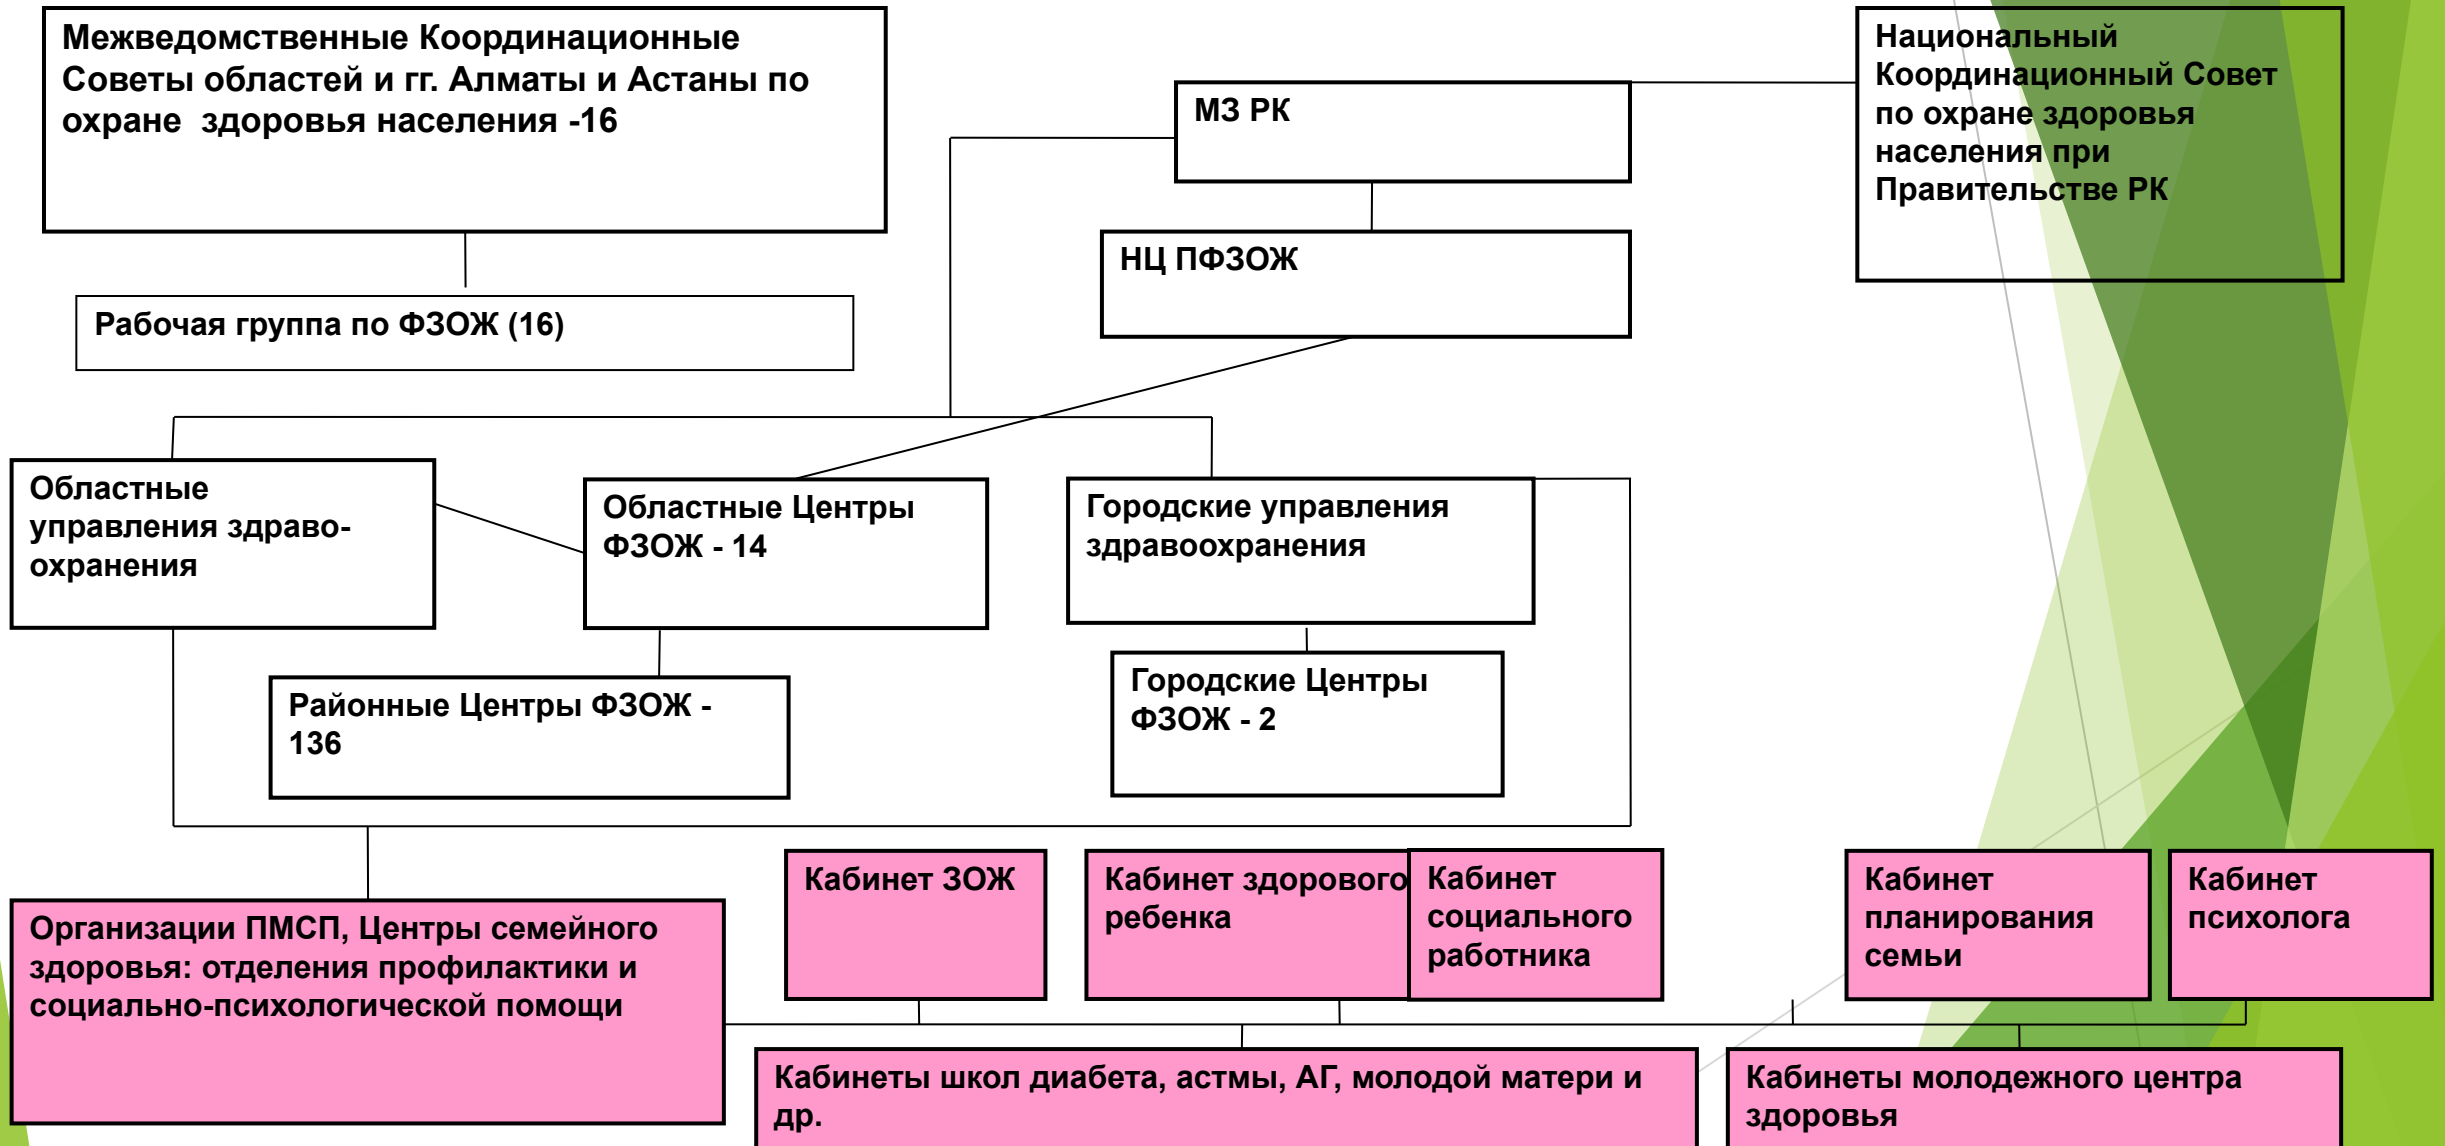 Межведомственные Координационные
Советы областей и гг. Алматы и Астаны по
охране здоровья населения -16
МЗ РК
Национальный
Координационный Совет
по охране здоровья
населения при
Правительстве РК
НЦ ПФЗОЖ
Рабочая группа по ФЗОЖ (16)
Областные
управления здраво-
охранения
Областные Центры
ФЗОЖ - 14
Городские управления
здравоохранения
Районные Центры ФЗОЖ -
136
Городские Центры
ФЗОЖ - 2
Организации ПМСП, Центры семейного
здоровья: отделения профилактики и
социально-психологической помощи
Кабинет ЗОЖ
Кабинет здорового
ребенка
Кабинет
социального
работника
Кабинет
планирования
семьи
Кабинет
психолога
Кабинеты школ диабета, астмы, АГ, молодой матери и
др.
Кабинеты молодежного центра
здоровья